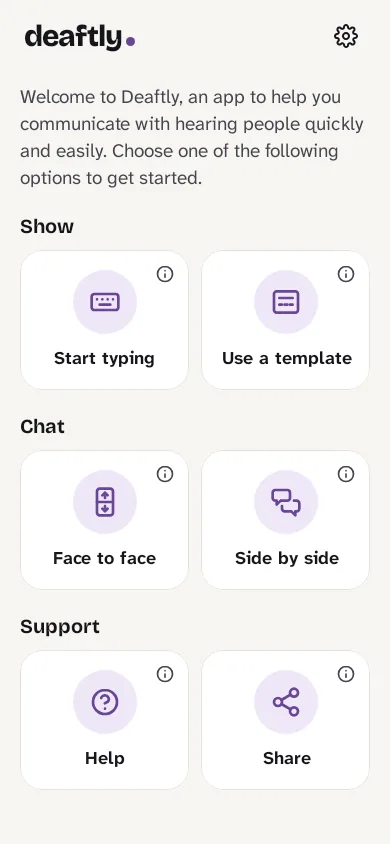 deaftly
Welcome to Deaftly, an app to help you
communicate with hearing people quickly
and easily. Choose one of the following
options to get started.
Show
Start typing
Use a template
Chat
Face to face
Side by side
Support
Help
Share